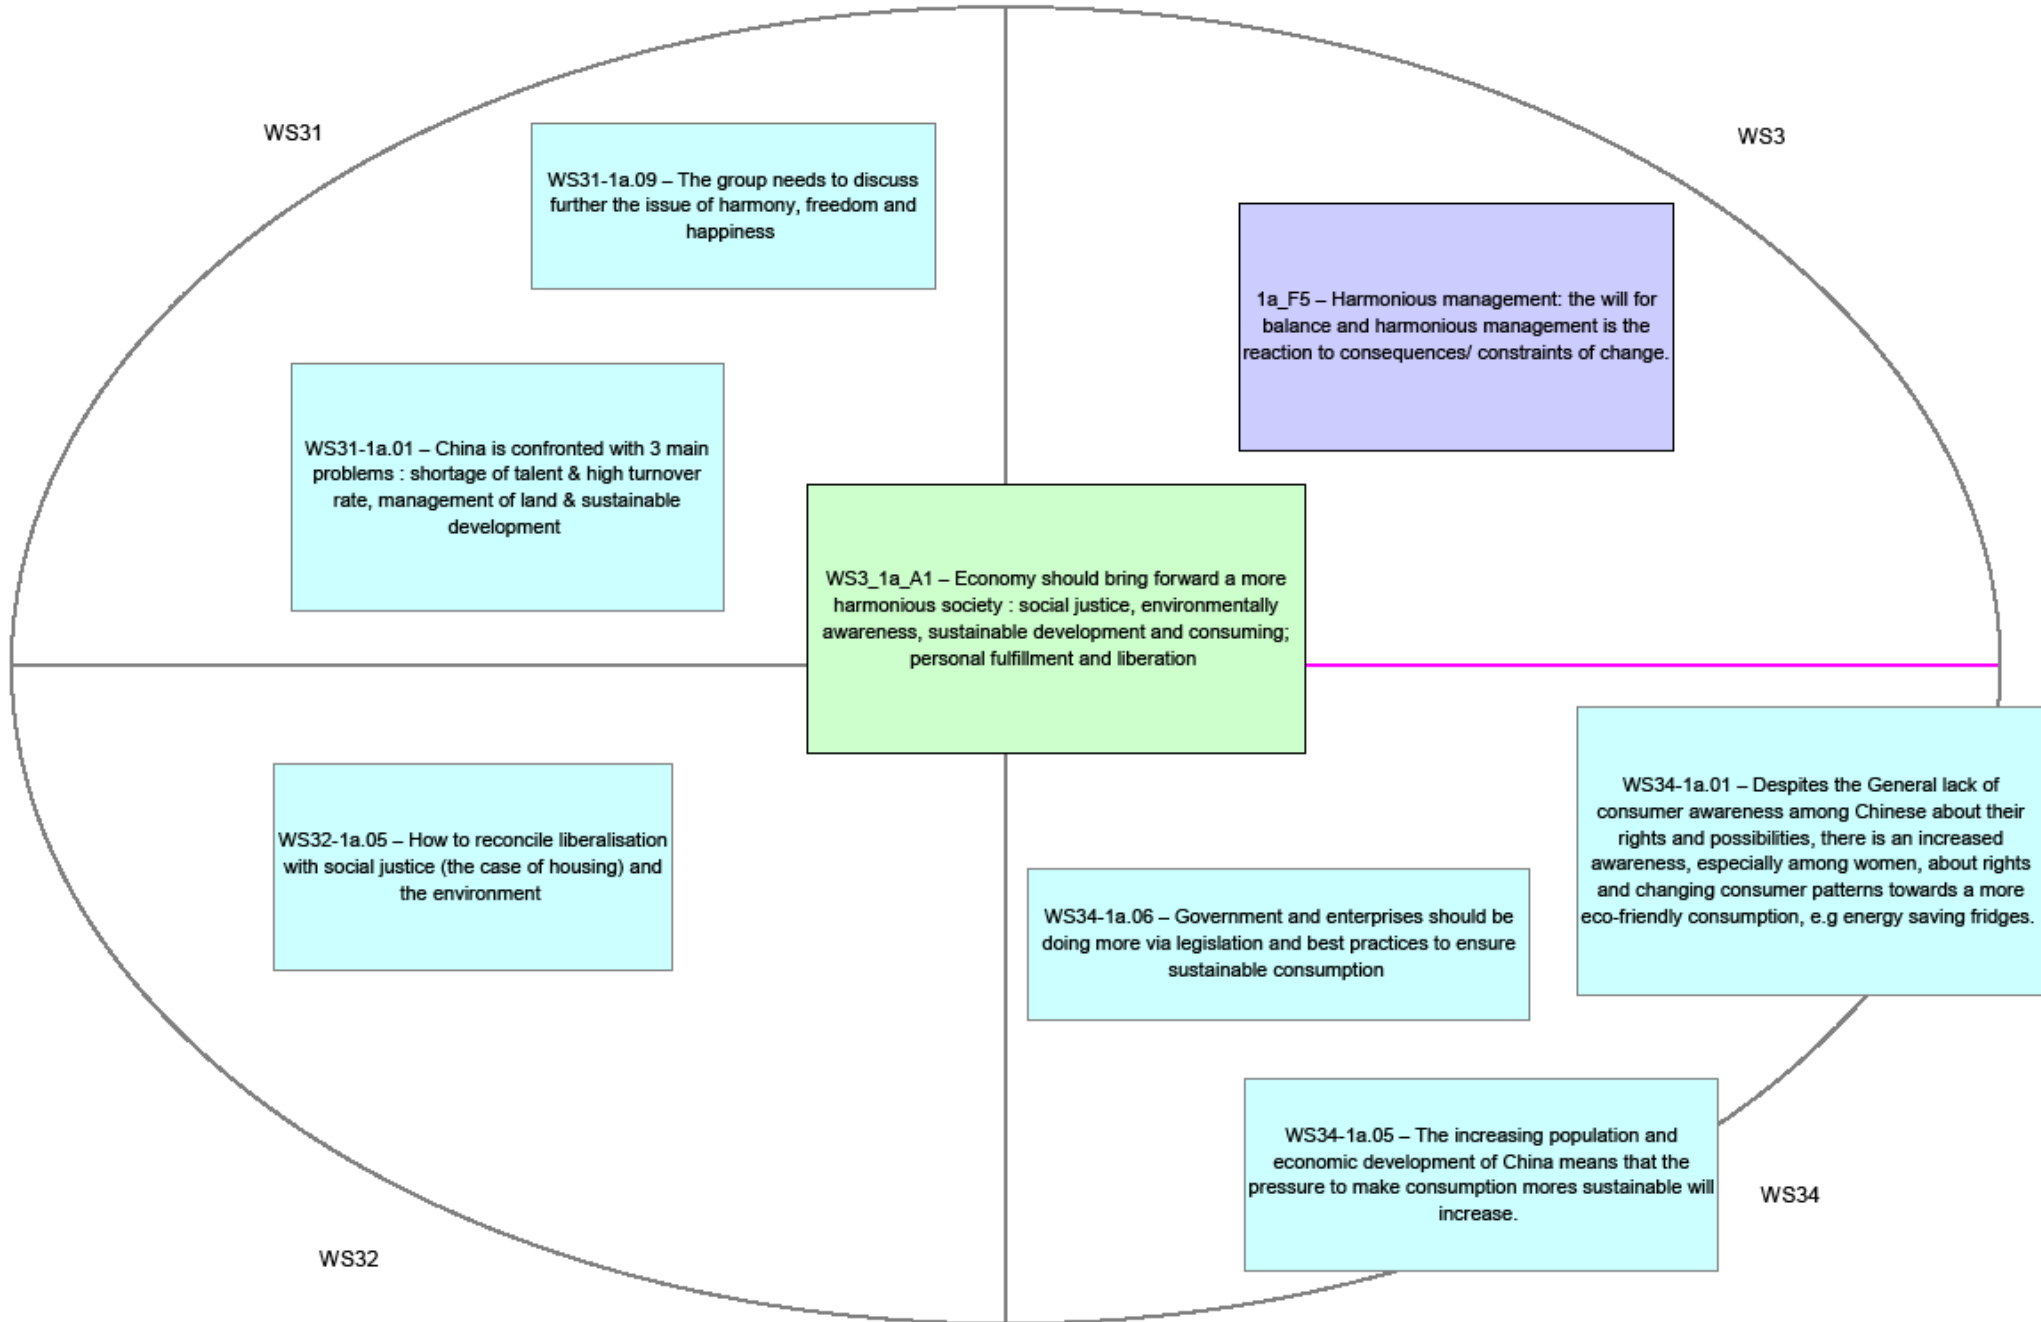 WS31
WS3
WS31-1a.09 – The group needs to discuss
further the issue of harmony, freedom and
happiness
1a_F5 – Harmonious management: the will for
balance and harmonious management is the
reaction to consequences/ constraints of change.
WS31-1a.01 – China is confronted with 3 main
problems : shortage of talent & high turnover
rate, management of land & sustainable
development
WS3_1a_A1 – Economy should bring forward a more
harmonious society : social justice, environmentally
awareness, sustainable development and consuming;
personal fulfillment and liberation
WS32-1a.05 – How to reconcile liberalisation
with social justice (the case of housing) and
the environment
WS34-1a.01 – Despites the General lack of
consumer awareness among Chinese about their
rights and possibilities, there is an increased
awareness, especially among women, about rights
and changing consumer patterns towards a more
eco-friendly consumption, e.g energy saving fridges.
WS34-1a.06 – Government and enterprises should be
doing more via legislation and best practices to ensure
sustainable consumption
WS34-1a.05 – The increasing population and
economic development of China means that the
pressure to make consumption mores sustainable will
increase.
WS34
WS32